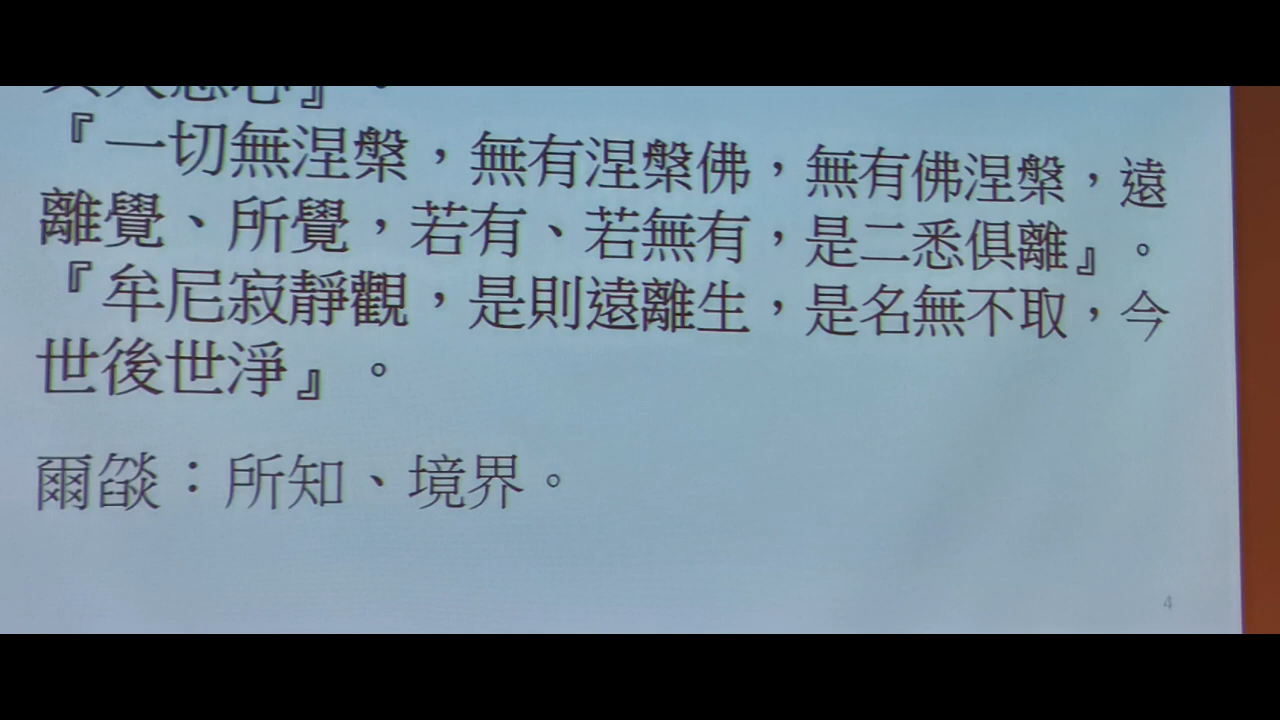 『一切無涅槃，無有涅槃佛，無有佛涅槃，遠
離覺、所覺，若有、若無有，是二悉俱離』。
『牟尼寂靜觀，是則遠離生，是名無不取，今
世後世淨』。
爾燄：所知、境界。
4